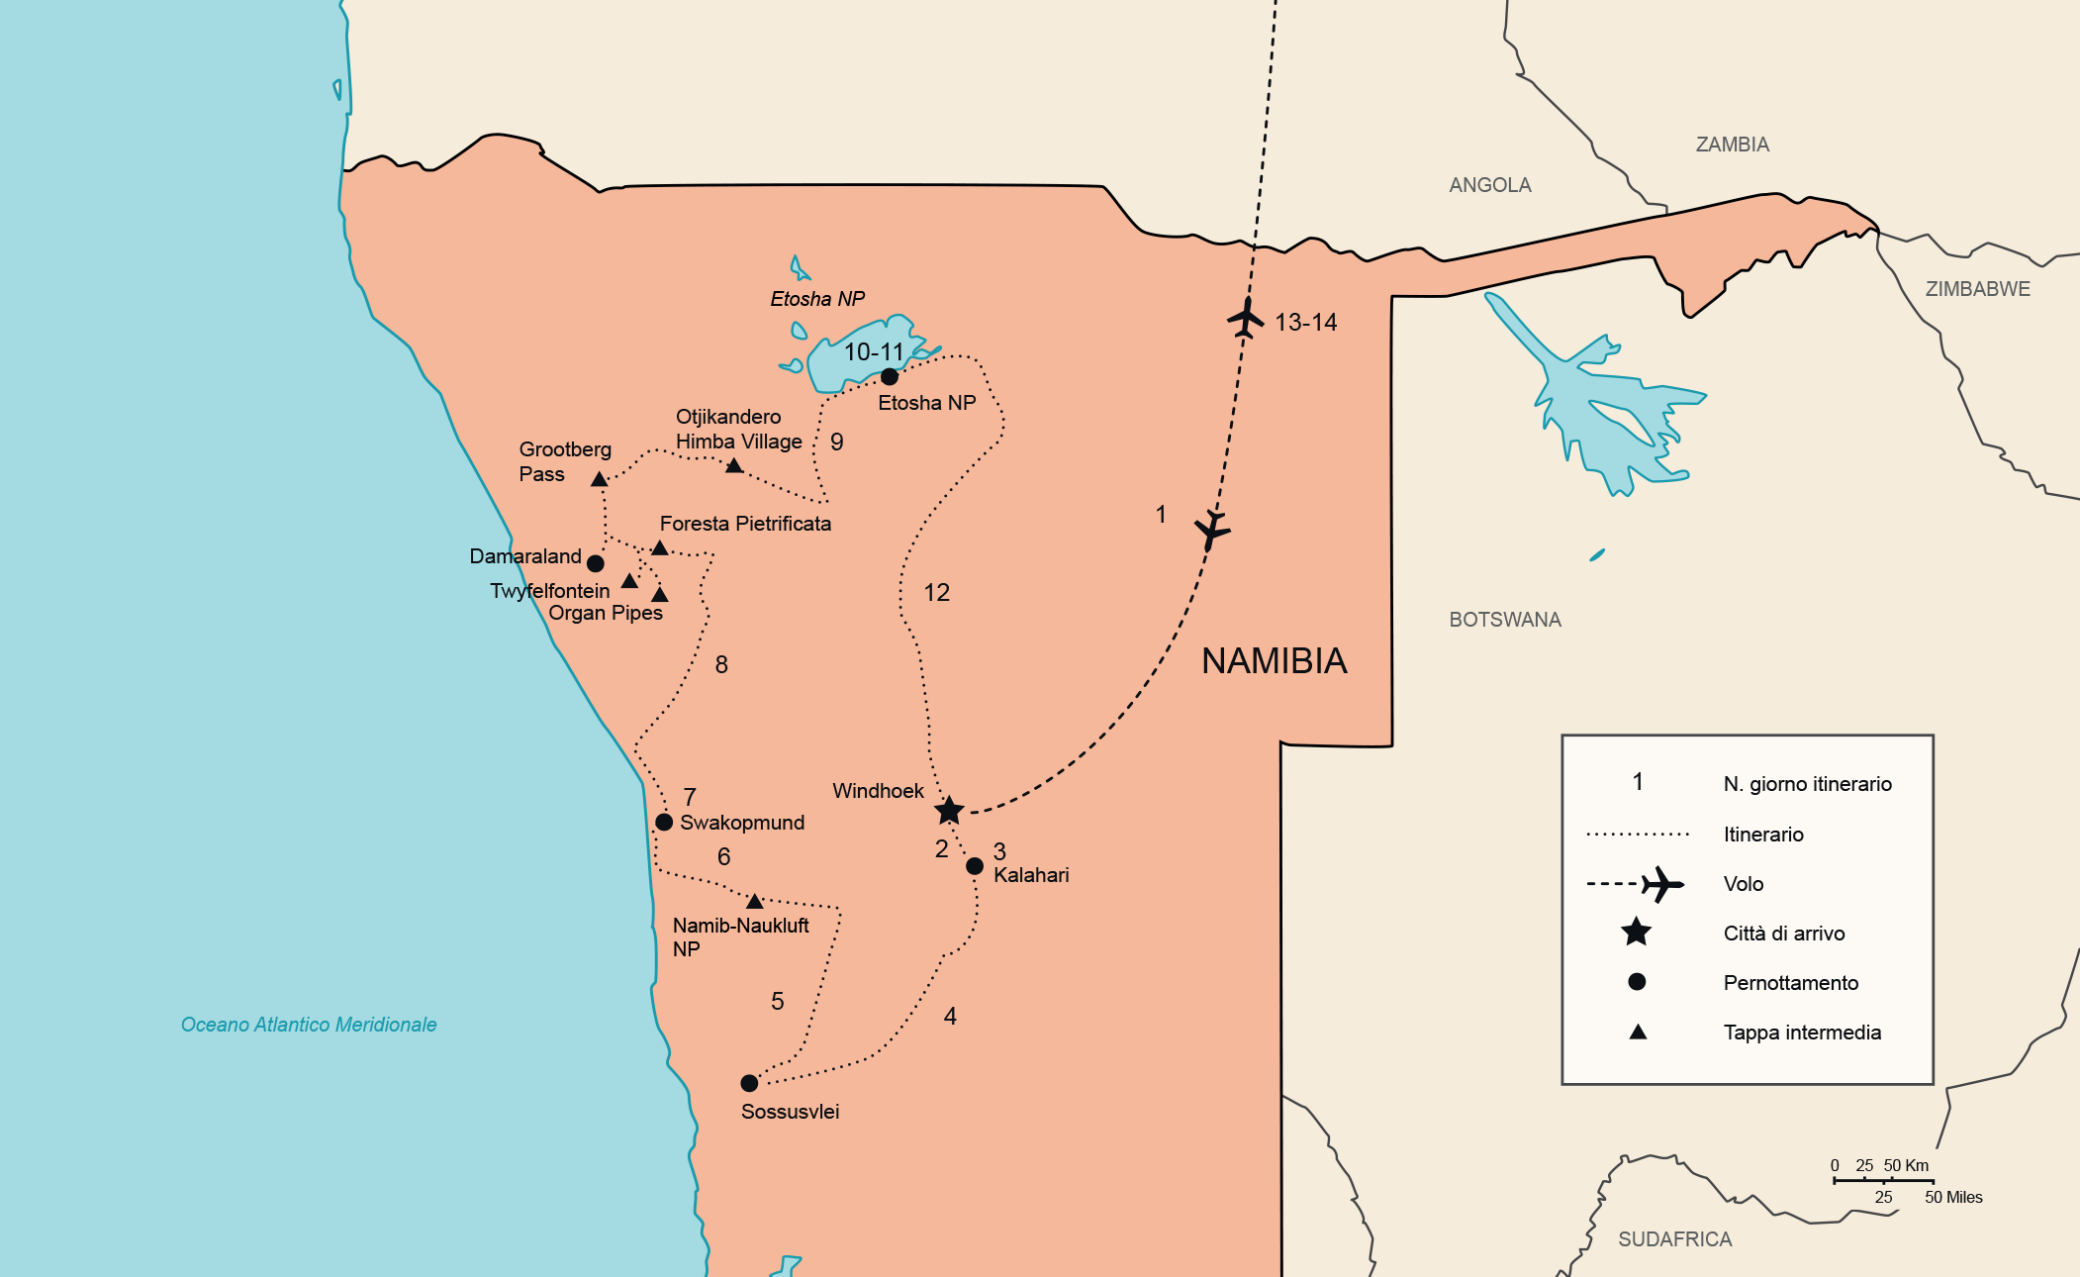 ZAMBIA
ANGOLA
ZIMBABWE
Etosha NP
13-14
10-11
Etosha NP
Otjikandero
Himba Village
9
Grootberg
Pass
1
Foresta Pietrificata
Damaraland
Twyfelfontein
Organ Pipes
12
BOTSWANA
8
NAMIBIA
Windhoek
7
Swakopmund
6
2
3
Kalahari
Namib-Naukluft
NP
5
4
Oceano Atlantico Meridionale
Sossusvlei
1 N. giorno itinerario
Itinerario
Volo
Città di arrivo
Pernottamento
Tappa intermedia
0 25 50 Km
25 50 Miles
SUDAFRICA